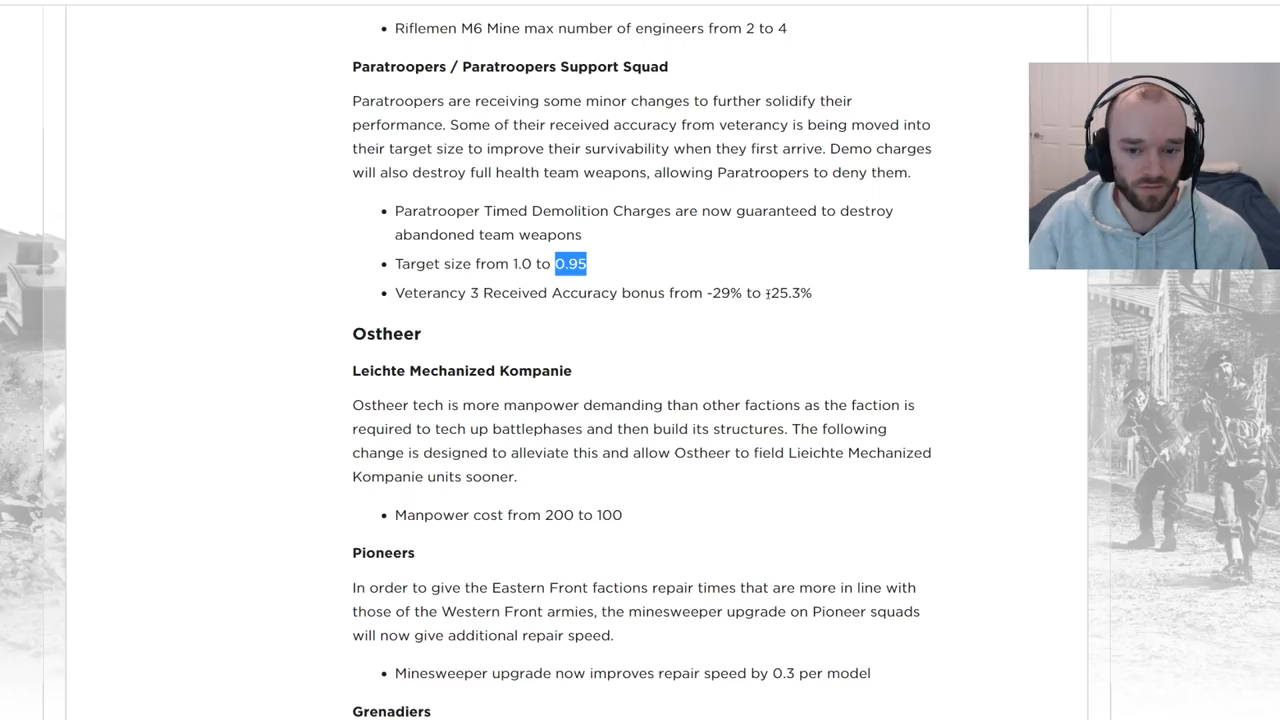 Riflemen M6 Mine max number of engineers from 2 to 4
Paratroopers / Paratroopers Support Squad
Paratroopers are receiving some minor changes to further solidify their
performance. Some of their received accuracy from veterancy is being moved into
their target size to improve their survivability when they first arrive. Demo charges
will also destroy full health team weapons, allowing Paratroopers to deny them.
Paratrooper Timed Demolition Charges are now guaranteed to destroy
abandoned team weapons
Target size from 1.0 to 0.95
Veterancy 3 Received Accuracy bonus from -29% to -25.3%
Ostheer
Leichte Mechanized Kompanie
Ostheer tech is more manpower demanding than other factions as the faction is
required to tech up battlephases and then build its structures. The following
change is designed to alleviate this and allow Ostheer to field Lieichte Mechanized
Kompanie units sooner.
Manpower cost from 200 to 100
Pioneers
In order to give the Eastern Front factions repair times that are more in line with
those of the Western Front armies, the minesweeper upgrade on Pioneer squads
will now give additional repair speed.
Minesweeper upgrade now improves repair speed by 0.3 per model
Grenadiers